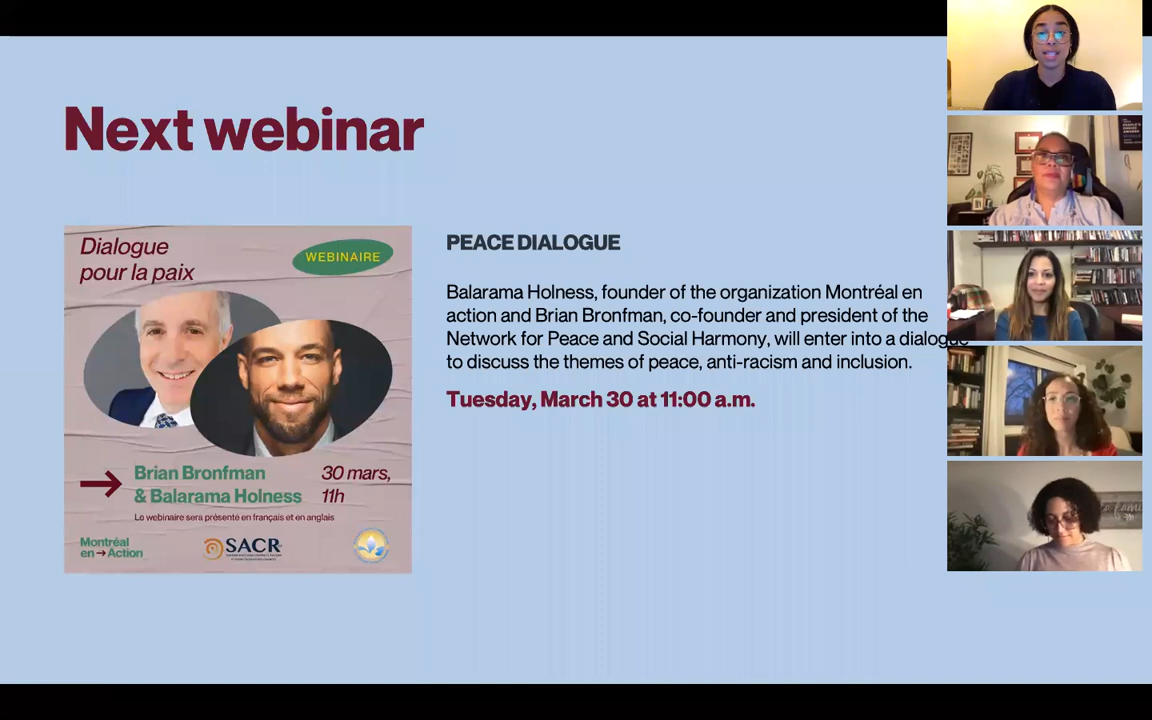 Next webinar
Dialogue
pour la paix
WEBINAIRE
Brian Bronfman
& Balarama Holness
30 mars,
11h
Le webinaire sera présenté en français et en anglais
Montréal
en→Action
SACR
PEACE DIALOGUE
Balarama Holness, founder of the organization Montréal en
action and Brian Bronfman, co-founder and president of the
Network for Peace and Social Harmony, will enter into a dialogue
to discuss the themes of peace, anti-racism and inclusion.
Tuesday, March 30 at 11:00 a.m.